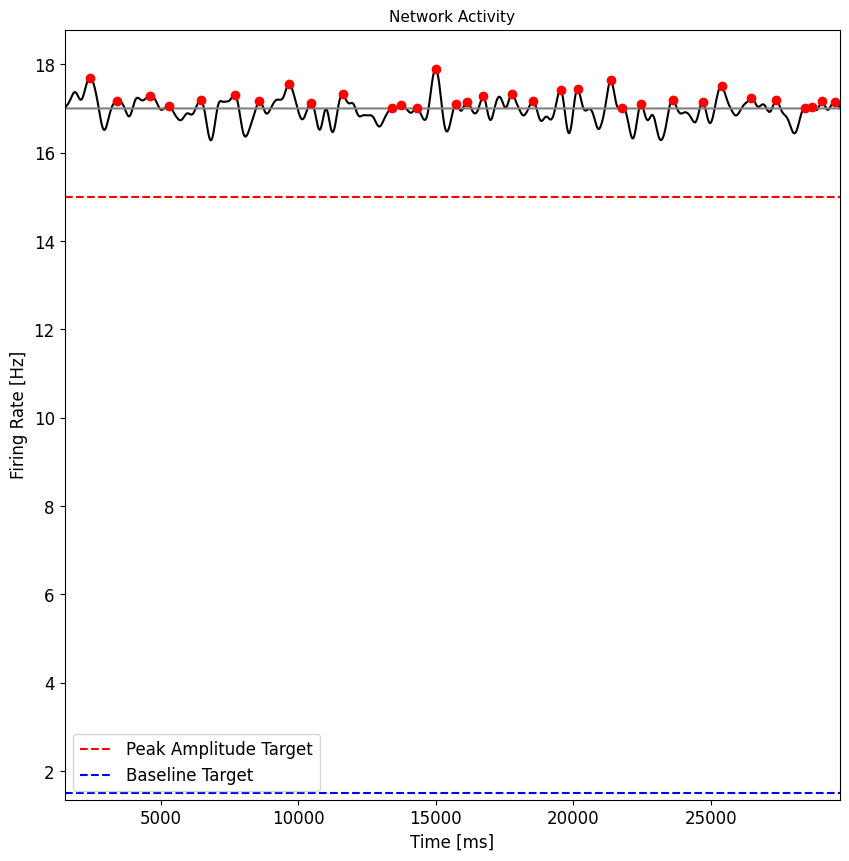 Network Activity
18
16
14
12
10
8
6
4
2
Firing Rate [Hz]
Peak Amplitude Target
Baseline Target
5000 10000 15000 20000 25000
Time [ms]